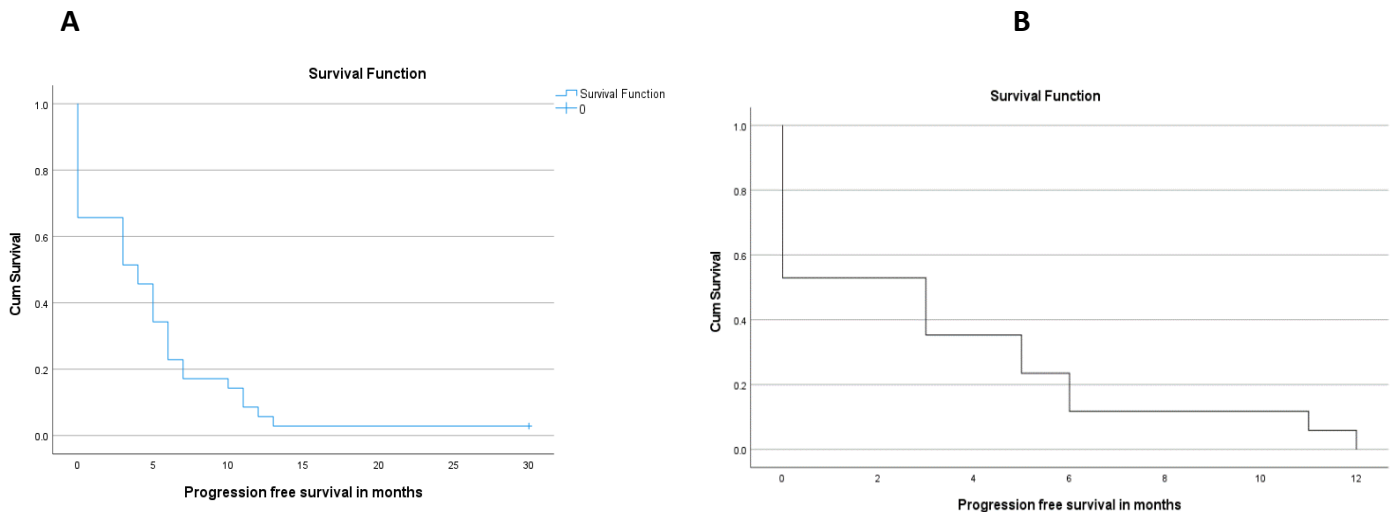 A
Survival Function
Survival Function
0
Cum Survival
1.0
0.8
0.6
0.4
0.2
0.0
0 5 10 15 20 25 30
Progression free survival in months
B
Survival Function
Cum Survival
1.0
0.8
0.6
0.4
0.2
0.0
0 2 4 6 8 10 12
Progression free survival in months